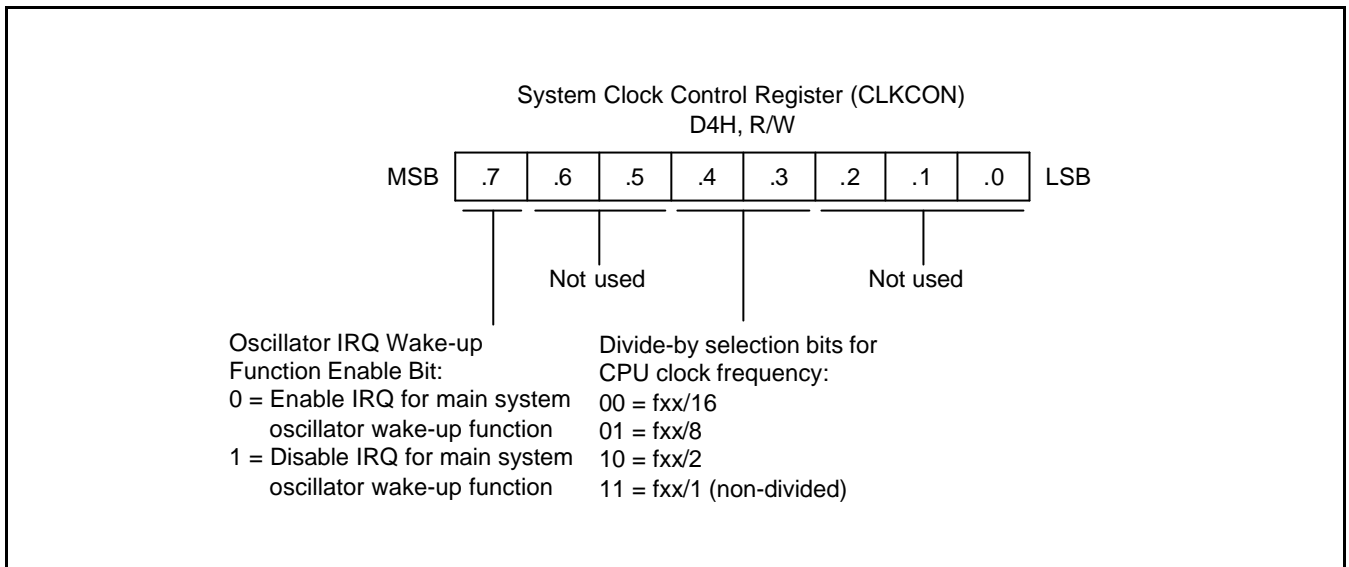 System Clock Control Register (CLKCON)
D4H, R/W
MSB .7 .6 .5 .4 .3 .2 .1 .0 LSB
Not used
Not used
Oscillator IRQ Wake-up
Function Enable Bit:
0 = Enable IRQ for main system
oscillator wake-up function
1 = Disable IRQ for main system
oscillator wake-up function
Divide-by selection bits for
CPU clock frequency:
00 = fxx/16
01 = fxx/8
10 = fxx/2
11 = fxx/1 (non-divided)